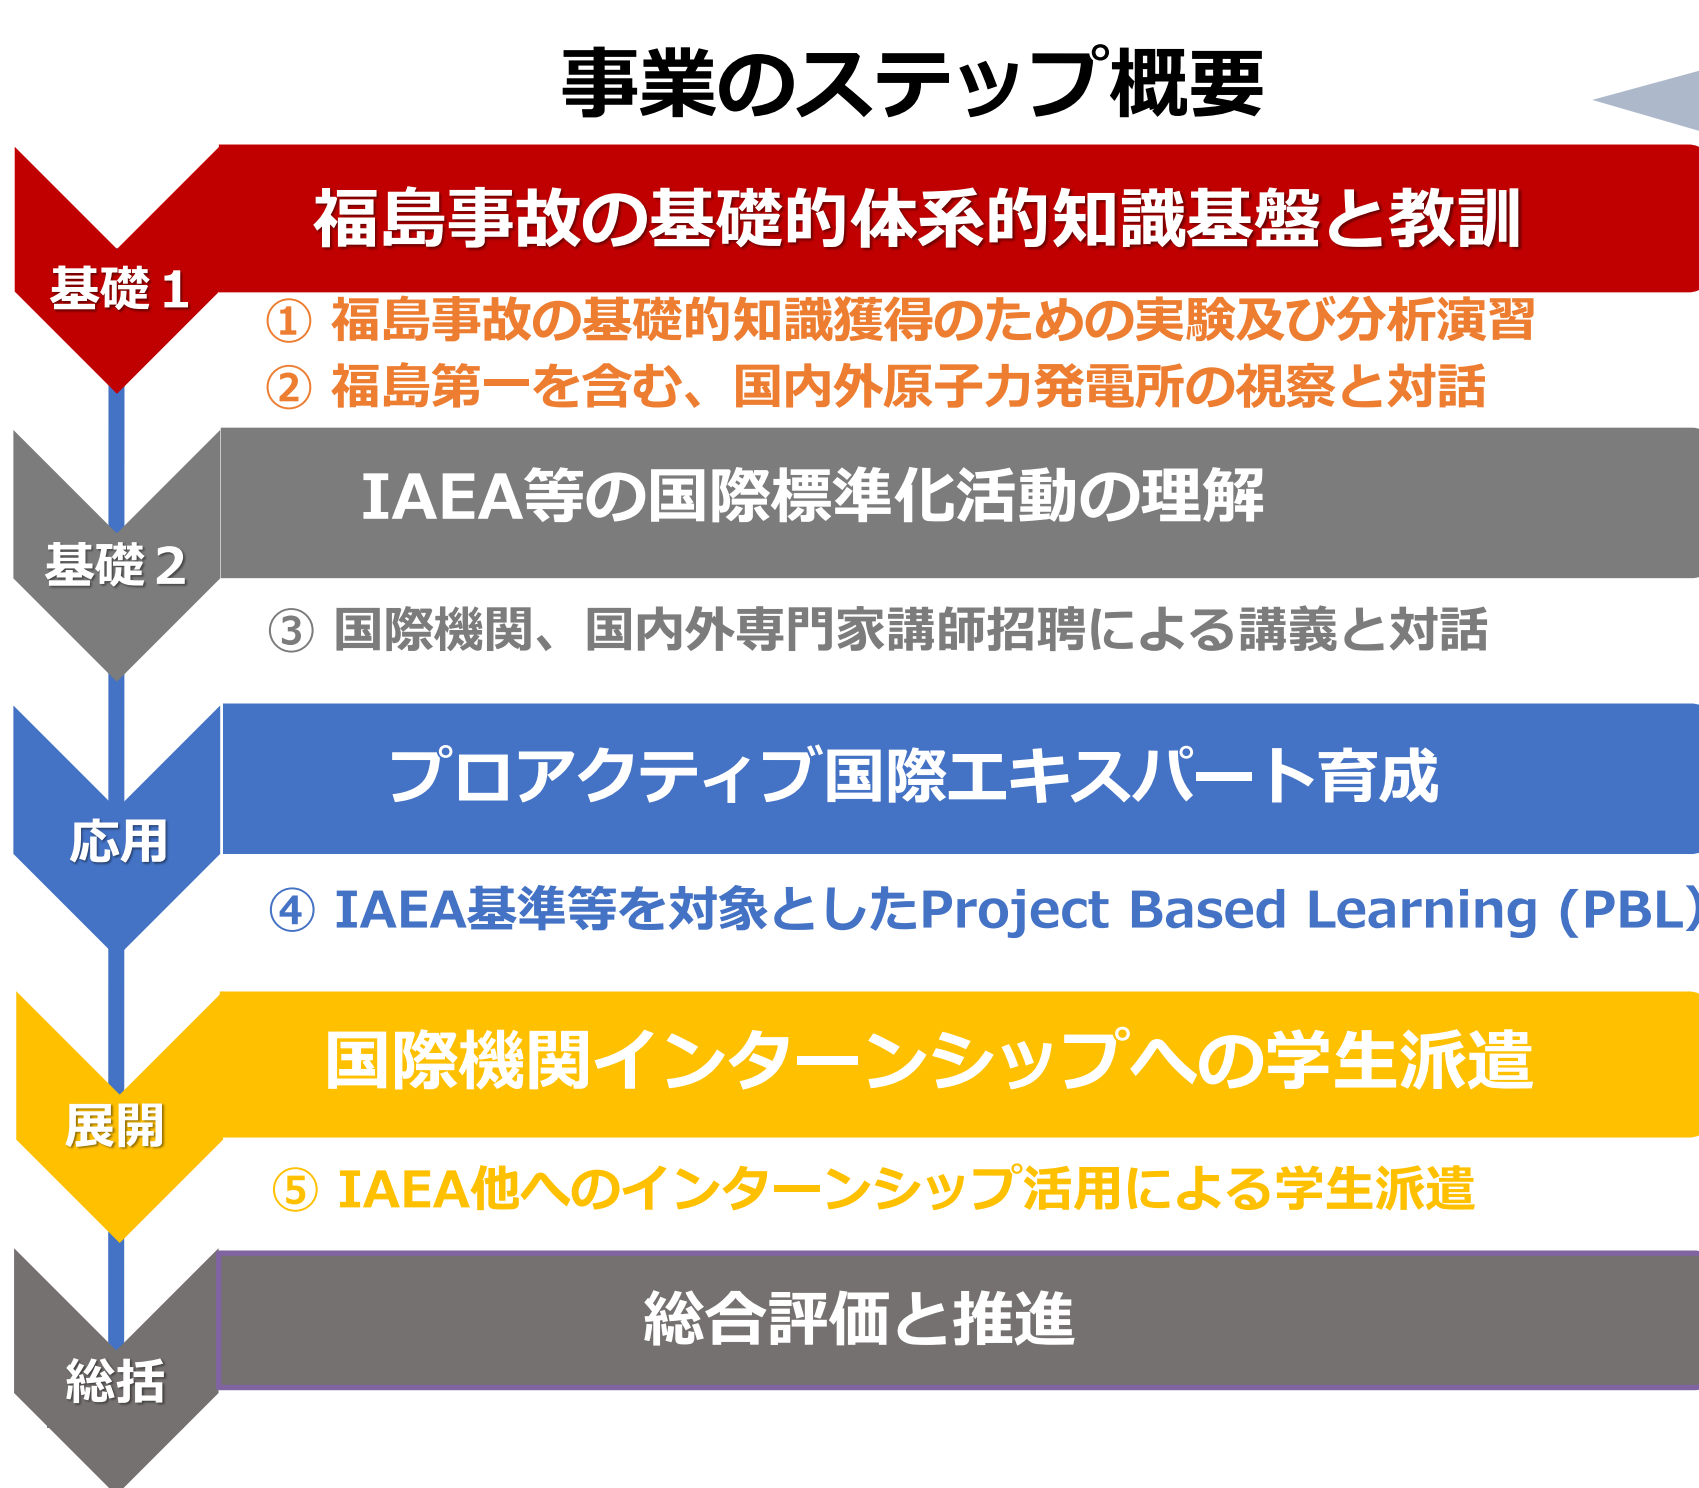 事業のステップ概要
福島事故の基礎的体系的知識基盤と教訓
基礎１
① 福島事故の基礎的知識獲得のための実験及び分析演習
② 福島第一を含む、国内外原子力発電所の視察と対話
IAEA等の国際標準化活動の理解
基礎２
③ 国際機関、国内外専門家講師招聘による講義と対話
プロアクティブ国際エキスパート育成
応用
④ IAEA基準等を対象としたProject Based Learning (PBL)
国際機関インターンシップへの学生派遣
展開
⑤ IAEA他へのインターンシップ活用による学生派遣
総合評価と推進
総括